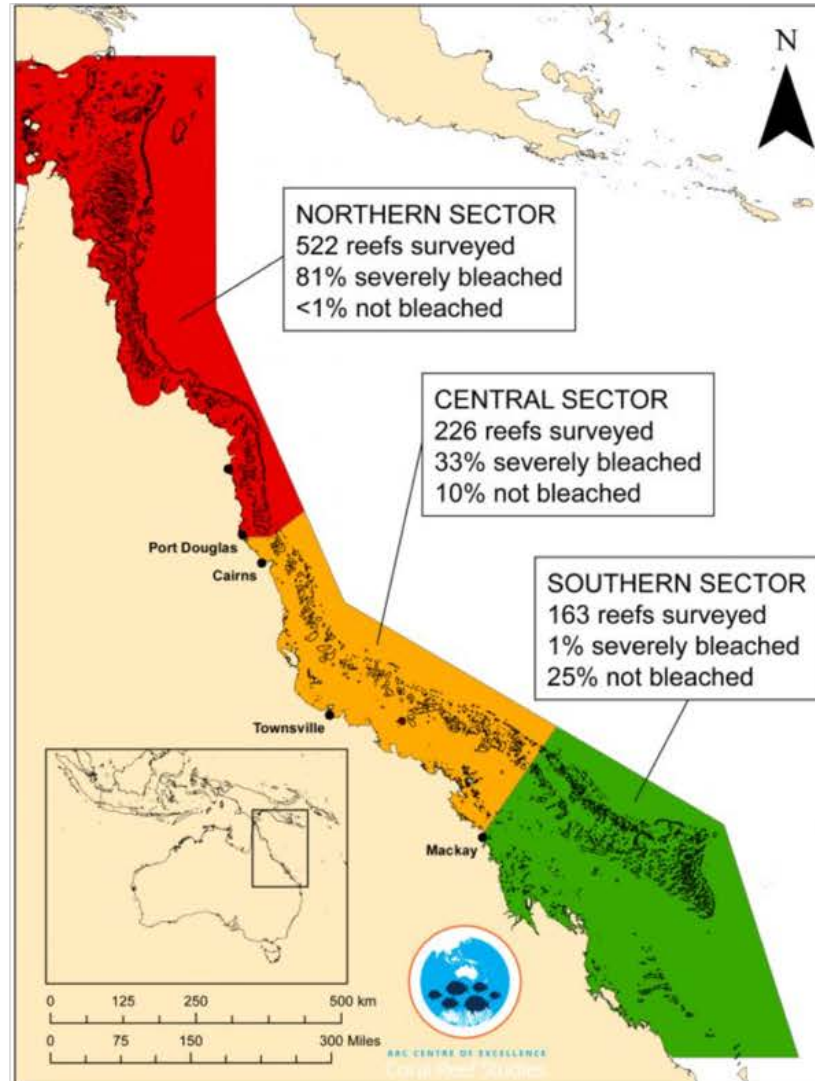 N
NORTHERN SECTOR
522 reefs surveyed
81% severely bleached
<1% not bleached
CENTRAL SECTOR
226 reefs surveyed
33% severely bleached
10% not bleached
Port Douglas
Cairns
SOUTHERN SECTOR
163 reefs surveyed
1% severely bleached
25% not bleached
Townsville
Mackay
0 125 250 500 km
0 75 150 300 Miles
ARC CENTRE OF EXCELLENCE
Coral Reef Studies